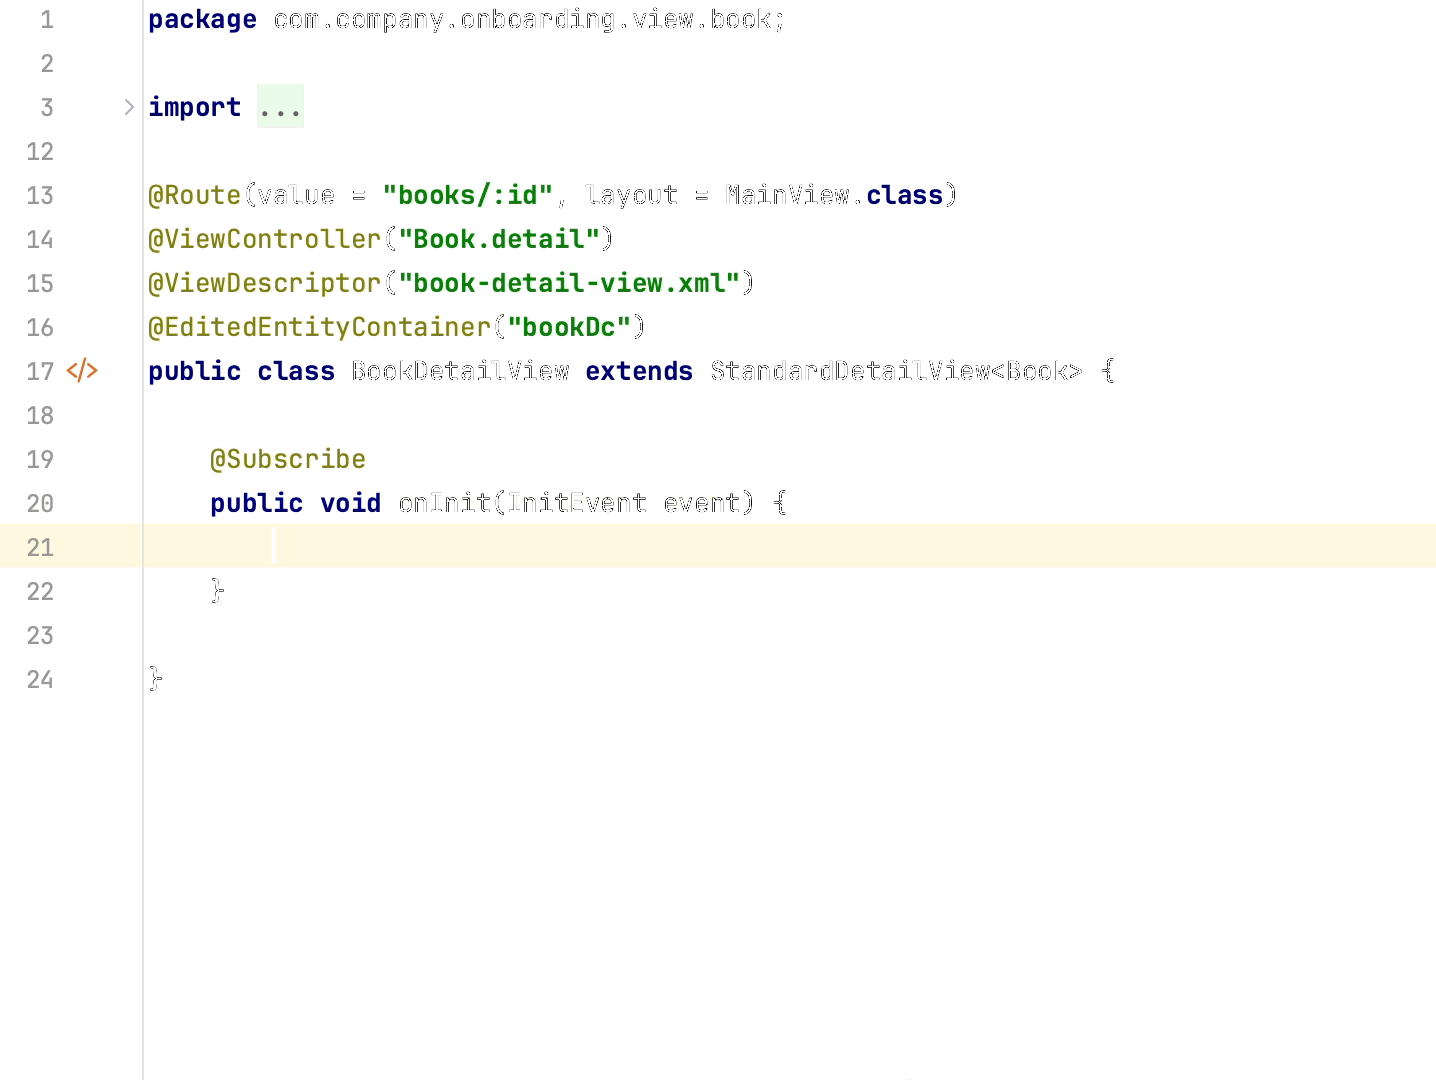 1 package com.company.onboarding.view.book;
2
3 import ...
12
13 @Route(value = "books/:id", layout = MainView.class)
14 @ViewController("Book.detail")
15 @ViewDescriptor("book-detail-view.xml")
16 @EditedEntityContainer("bookDc")
17 </> public class BookDetailView extends StandardDetailView<Book> {
18
19     @Subscribe
20     public void onInit(InitEvent event) {
21
22     }
23
24 }